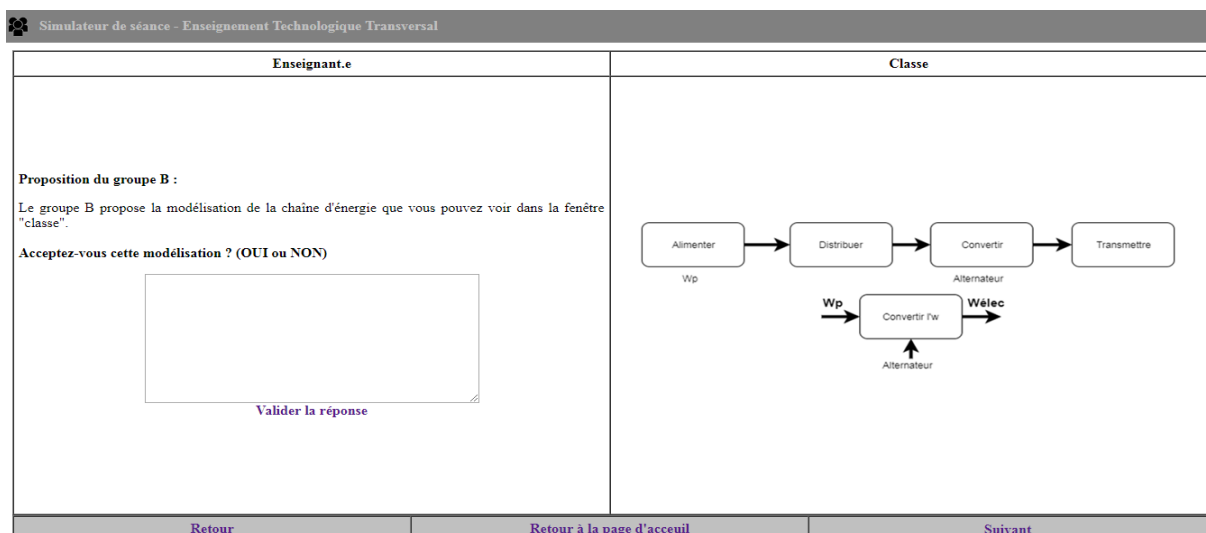 Simulateur de séance - Enseignement Technologique Transversal
Enseignant.e
Classe
Proposition du groupe B :
Le groupe B propose la modélisation de la chaîne d'énergie que vous pouvez voir dans la fenêtre
"classe".
Acceptez-vous cette modélisation ? (OUI ou NON)
Valider la réponse
Alimenter
Distribuer
Convertir
Transmettre
Wp
Alternateur
Wp
Convertir l'w
Wélec
Alternateur
Retour
Retour à la page d'acceuil
Suivant